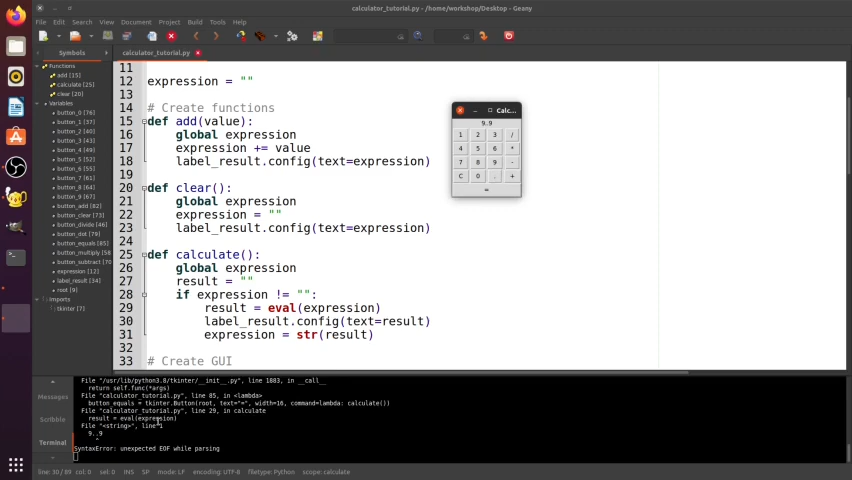 calculator_tutorial.py - /home/workshop/Desktop - Geany
File Edit Search View Document Project Build Tools Help
Symbols
calculator_tutorial.py
Functions
add [15]
calculate [25]
clear [20]
Variables
button_0 [76]
button_1 [37]
button_2 [40]
button_3 [43]
button_4 [49]
button_5 [52]
button_6 [55]
button_7 [61]
button_8 [64]
button_9 [67]
button_add [82]
button_clear [73]
button_divide [46]
button_dot [79]
button_equals [85]
button_multiply [58
button_subtract [70
expression [12]
label_result [34]
root [9]
Imports
tkinter [7]
11
12 expression = ""
13
14 # Create functions
15 def add(value):
16 global expression
17 expression += value
18 label_result.config(text=expression)
19
20 def clear():
21 global expression
22 expression = ""
23 label_result.config(text=expression)
24
25 def calculate():
26 global expression
27 result = ""
28 if expression != "":
29 result = eval(expression)
30 label_result.config(text=result)
31 expression = str(result)
32
33 # Create GUI
Calc...
9..9
1 2 3 /
4 5 6 *
7 8 9 -
C 0 . +
=
Messages
Scribble
Terminal
File "/usr/lib/python3.8/tkinter/__init__.py", line 1883, in __call__
return self.func(*args)
File "calculator_tutorial.py", line 85, in <lambda>
button_equals = tkinter.Button(root, text="=", width=16, command=lambda: calculate())
File "calculator_tutorial.py", line 29, in calculate
result = eval(expression)
File "<string>", line 1
9..9
^
SyntaxError: unexpected EOF while parsing
line: 30 / 89 col: 0 sel: 0 INS SP mode: LF encoding: UTF-8 filetype: Python scope: calculate